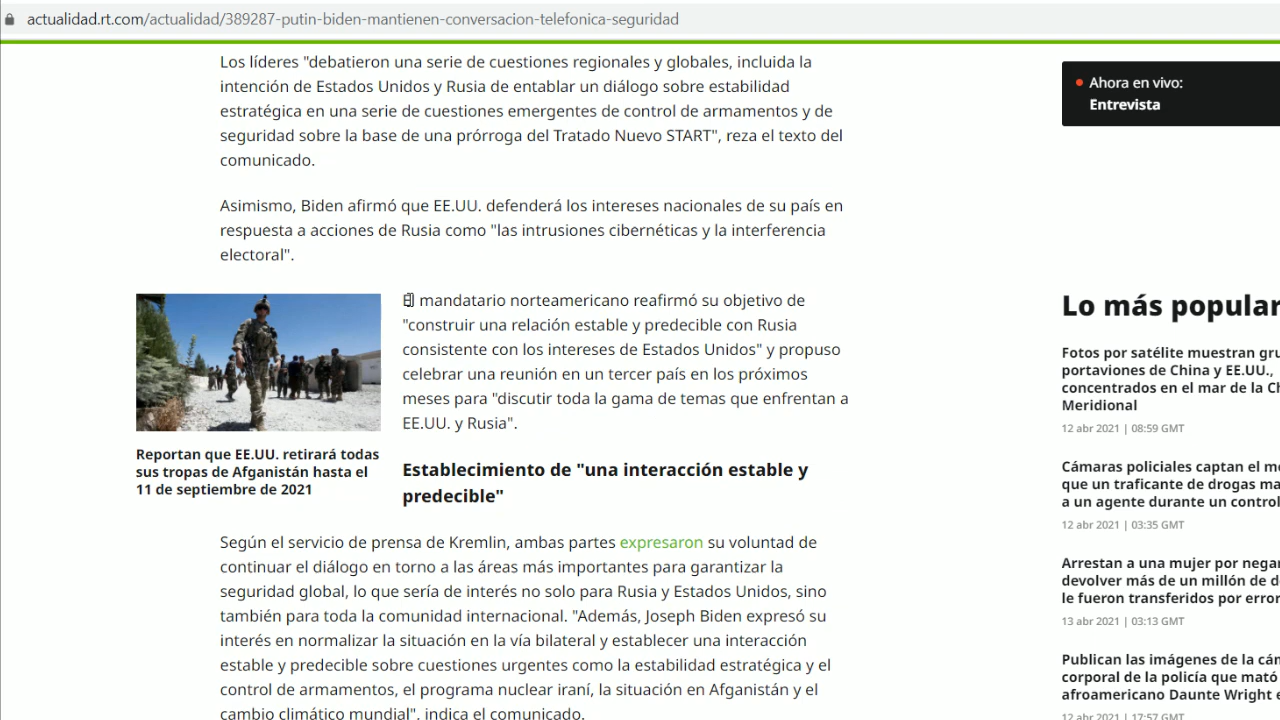 actualidad.rt.com/actualidad/389287-putin-biden-mantienen-conversacion-telefonica-seguridad
Los líderes "debatieron una serie de cuestiones regionales y globales, incluida la
intención de Estados Unidos y Rusia de entablar un diálogo sobre estabilidad
estratégica en una serie de cuestiones emergentes de control de armamentos y de
seguridad sobre la base de una prórroga del Tratado Nuevo START", reza el texto del
comunicado.
Asimismo, Biden afirmó que EE.UU. defenderá los intereses nacionales de su país en
respuesta a acciones de Rusia como "las intrusiones cibernéticas y la interferencia
electoral".
El mandatario norteamericano reafirmó su objetivo de
"construir una relación estable y predecible con Rusia
consistente con los intereses de Estados Unidos" y propuso
celebrar una reunión en un tercer país en los próximos
meses para "discutir toda la gama de temas que enfrentan a
EE.UU. y Rusia".
Reportan que EE.UU. retirará todas
sus tropas de Afganistán hasta el
11 de septiembre de 2021
Establecimiento de "una interacción estable y
predecible"
Según el servicio de prensa de Kremlin, ambas partes expresaron su voluntad de
continuar el diálogo en torno a las áreas más importantes para garantizar la
seguridad global, lo que sería de interés no solo para Rusia y Estados Unidos, sino
también para toda la comunidad internacional. "Además, Joseph Biden expresó su
interés en normalizar la situación en la vía bilateral y establecer una interacción
estable y predecible sobre cuestiones urgentes como la estabilidad estratégica y el
control de armamentos, el programa nuclear iraní, la situación en Afganistán y el
cambio climático mundial", indica el comunicado.
Ahora en vivo:
Entrevista
Lo más popular
Fotos por satélite muestran gru
portaviones de China y EE.UU.,
concentrados en el mar de la Ch
Meridional
12 abr 2021 | 08:59 GMT
Cámaras policiales captan el mo
que un traficante de drogas ma
a un agente durante un control
12 abr 2021 | 03:35 GMT
Arrestan a una mujer por negar
devolver más de un millón de d
le fueron transferidos por error
13 abr 2021 | 03:13 GMT
Publican las imágenes de la cám
corporal de la policía que mató
afroamericano Daunte Wright e
12 abr 2021 | 17:57 GMT